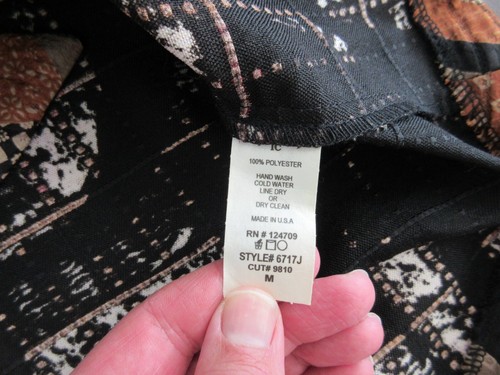 IC
100% POLYESTER
HAND WASH
COLD WATER
LINE DRY
OR
DRY CLEAN
MADE IN U.S.A
RN # 124709
STYLE# 6717J
CUT# 9810
M